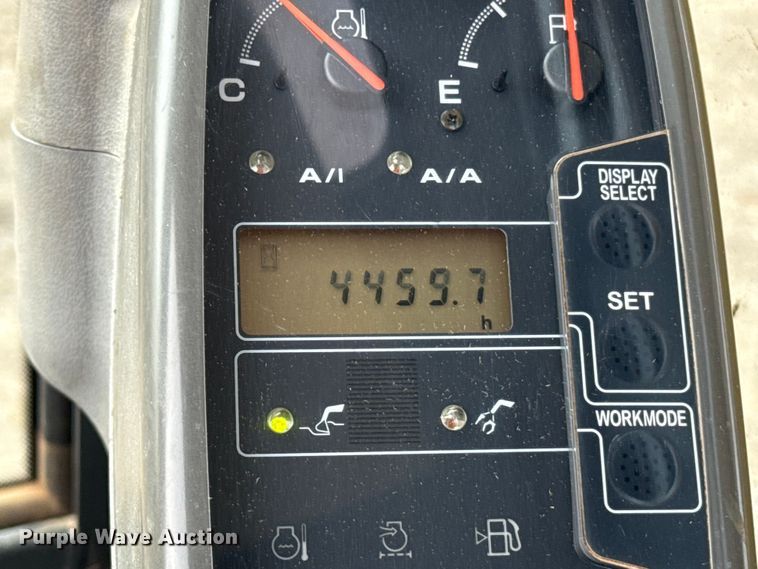 C
E
A/I
A/A
DISPLAY
SELECT
4459.7
h
SET
WORKMODE
Purple Wave Auction